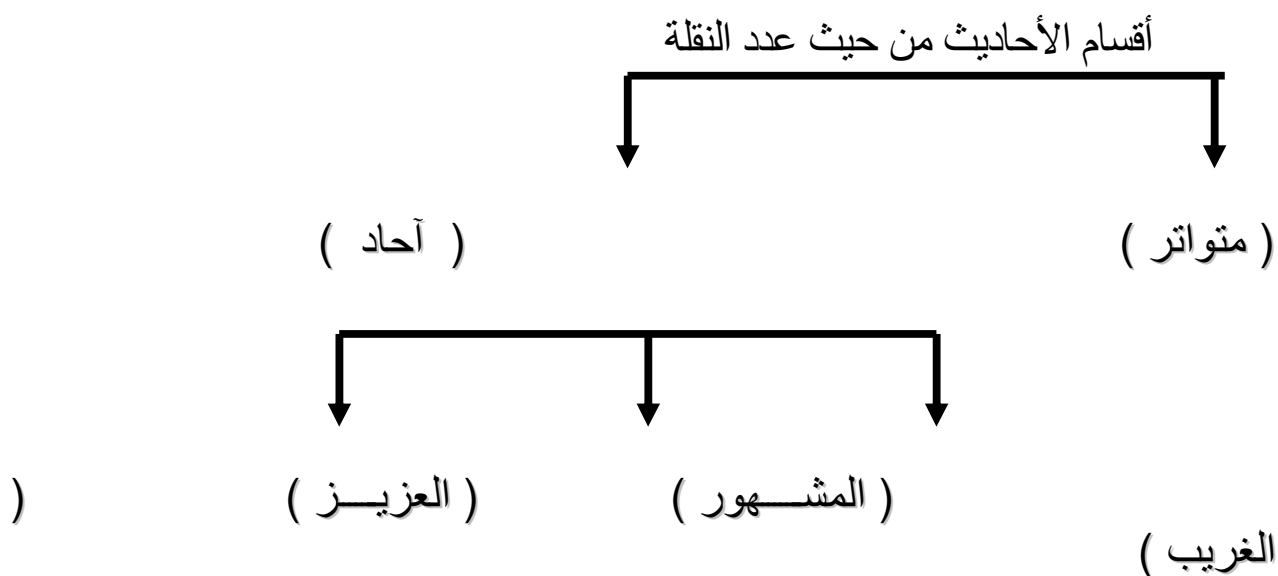 أقسام الأحاديث من حيث عدد النقلة
( متواتر ) ( آحاد )
( المشـــهور ) ( العزيـــز ) (
الغريب )